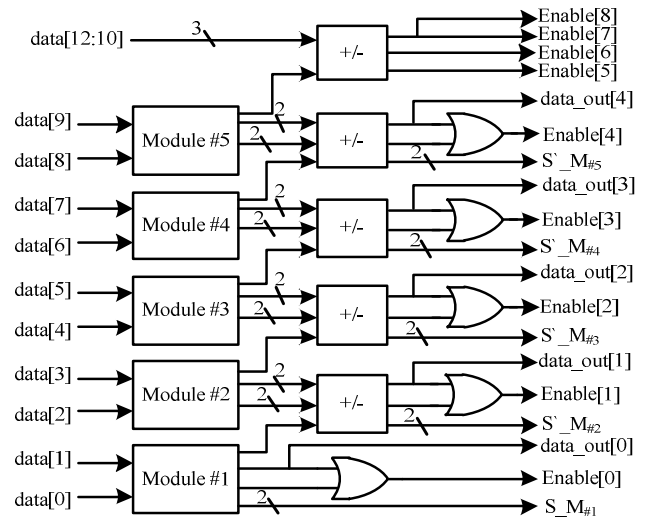 data[12:10]
3
+/-
Enable[8]
Enable[7]
Enable[6]
Enable[5]
data[9]
data[8]
Module #5
2
2
+/-
data_out[4]
Enable[4]
2
S`_M#5
data[7]
data[6]
Module #4
2
2
+/-
data_out[3]
Enable[3]
2
S`_M#4
data[5]
data[4]
Module #3
2
2
+/-
data_out[2]
Enable[2]
2
S`_M#3
data[3]
data[2]
Module #2
2
2
+/-
data_out[1]
Enable[1]
2
S`_M#2
data[1]
data[0]
Module #1
data_out[0]
Enable[0]
2
S_M#1